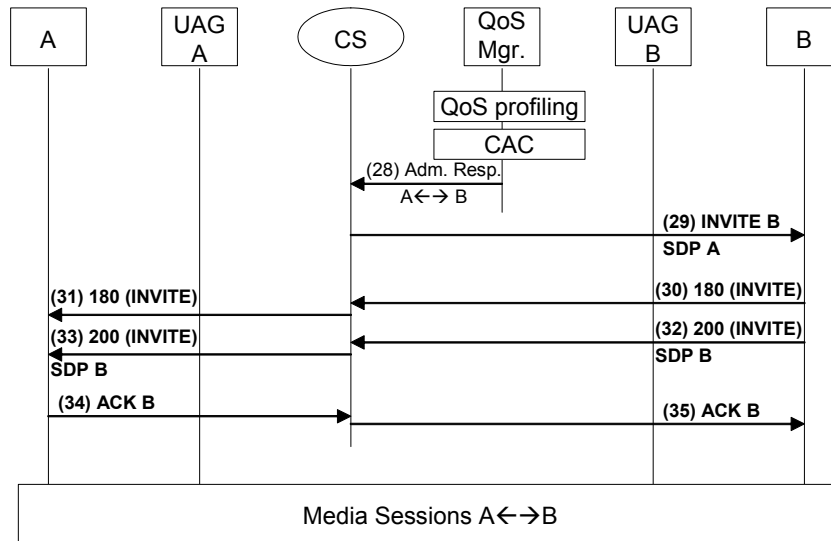 A
UAG
A
CS
QoS
Mgr.
UAG
B
B
QoS profiling
CAC
(28) Adm. Resp.
A←→ B
(29) INVITE B
SDP A
(31) 180 (INVITE)
(30) 180 (INVITE)
(33) 200 (INVITE)
SDP B
(32) 200 (INVITE)
SDP B
(34) ACK B
(35) ACK B
Media Sessions A←→B